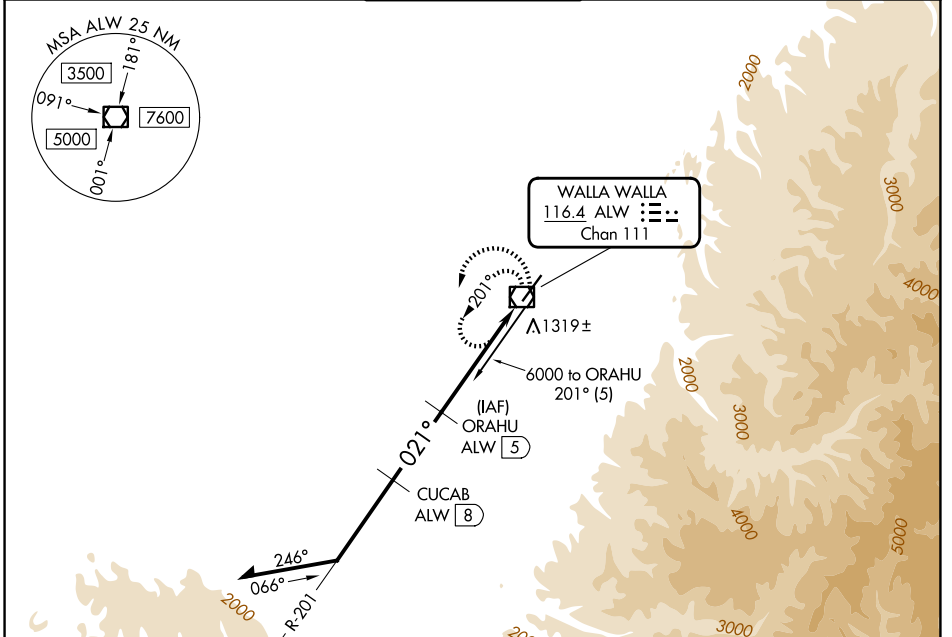 MSA ALW 25 NM
3500
181°
091°
7600
5000
001°
2000
3000
WALLA WALLA
116.4 ALW
Chan 111
4000
201°
1319±
6000 to ORAHU
201° (5)
2000
(IAF)
ORAHU
ALW 5
3000
021°
CUCAB
ALW 8
4000
5000
246°
066°
2000
R-201
200
3000